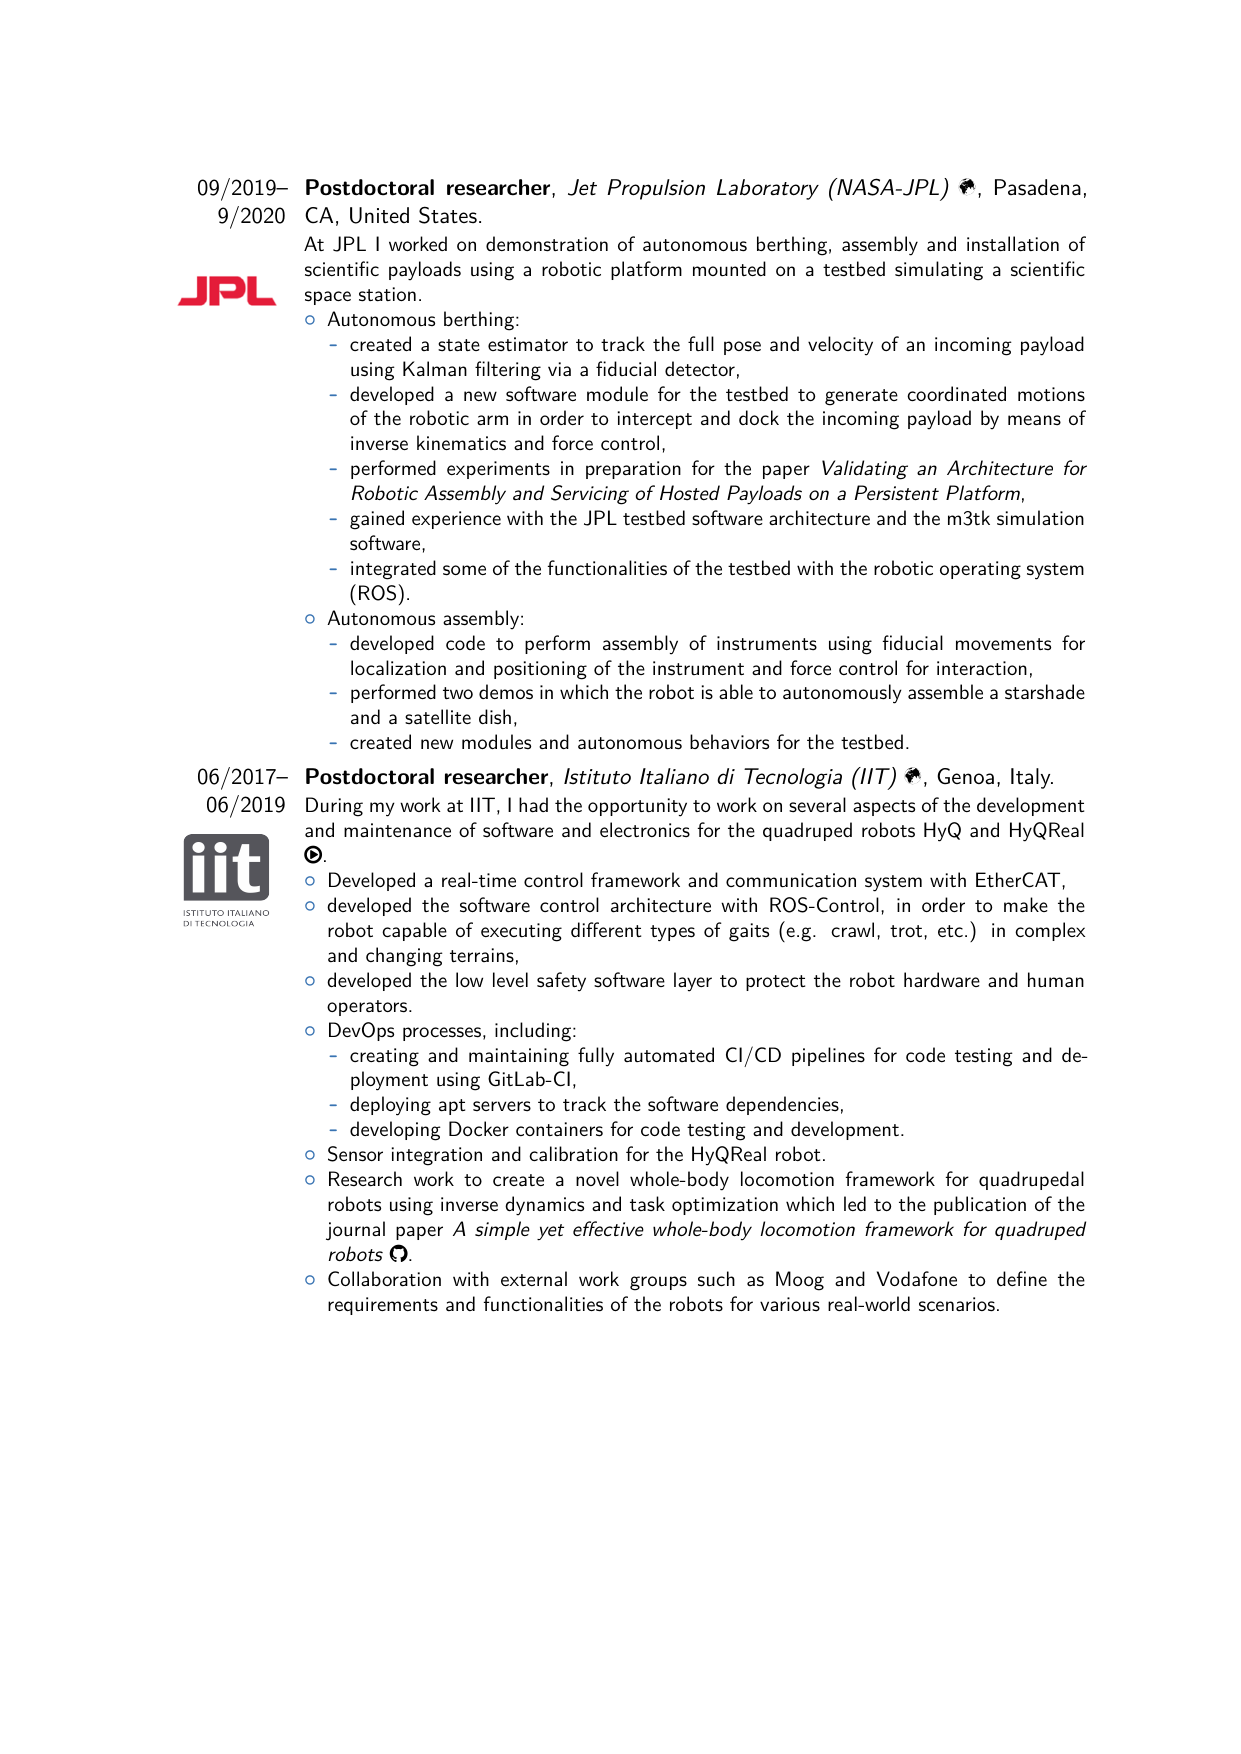 09/2019– Postdoctoral researcher, Jet Propulsion Laboratory (NASA-JPL) , Pasadena,
9/2020 CA, United States.
At JPL I worked on demonstration of autonomous berthing, assembly and installation of
scientific payloads using a robotic platform mounted on a testbed simulating a scientific
space station.
JPL
○ Autonomous berthing:
– created a state estimator to track the full pose and velocity of an incoming payload
using Kalman filtering via a fiducial detector,
– developed a new software module for the testbed to generate coordinated motions
of the robotic arm in order to intercept and dock the incoming payload by means of
inverse kinematics and force control,
– performed experiments in preparation for the paper Validating an Architecture for
Robotic Assembly and Servicing of Hosted Payloads on a Persistent Platform,
– gained experience with the JPL testbed software architecture and the m3tk simulation
software,
– integrated some of the functionalities of the testbed with the robotic operating system
(ROS).
○ Autonomous assembly:
– developed code to perform assembly of instruments using fiducial movements for
localization and positioning of the instrument and force control for interaction,
– performed two demos in which the robot is able to autonomously assemble a starshade
and a satellite dish,
– created new modules and autonomous behaviors for the testbed.
06/2017– Postdoctoral researcher, Istituto Italiano di Tecnologia (IIT) , Genoa, Italy.
06/2019 During my work at IIT, I had the opportunity to work on several aspects of the development
and maintenance of software and electronics for the quadruped robots HyQ and HyQReal
.
iit
ISTITUTO ITALIANO
DI TECNOLOGIA
○ Developed a real-time control framework and communication system with EtherCAT,
○ developed the software control architecture with ROS-Control, in order to make the
robot capable of executing different types of gaits (e.g. crawl, trot, etc.) in complex
and changing terrains,
○ developed the low level safety software layer to protect the robot hardware and human
operators.
○ DevOps processes, including:
– creating and maintaining fully automated CI/CD pipelines for code testing and de-
ployment using GitLab-CI,
– deploying apt servers to track the software dependencies,
– developing Docker containers for code testing and development.
○ Sensor integration and calibration for the HyQReal robot.
○ Research work to create a novel whole-body locomotion framework for quadrupedal
robots using inverse dynamics and task optimization which led to the publication of the
journal paper A simple yet effective whole-body locomotion framework for quadruped
robots .
○ Collaboration with external work groups such as Moog and Vodafone to define the
requirements and functionalities of the robots for various real-world scenarios.